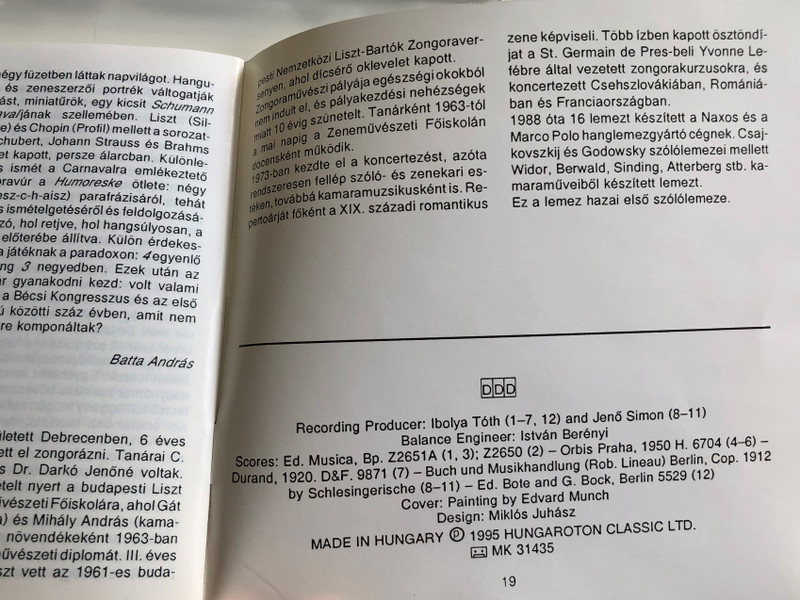 négy füzetben láttak napvilágot. Hangu-
és zeneszerzői portrék váltogatják
ást, miniatűrök, egy kicsit Schumann
jának szellemében. Liszt (Sil-
e) és Chopin (Profil) mellett a sorozat-
chubert, Johann Strauss és Brahms
et kapott, persze álarcban. Különle-
s ismét a Carnavalra emlékeztető
oravúr a Humoreske ötlete: négy
esz-c-h-aisz) parafrázisáról, tehát
s ismételgetéséről és feldolgozásá-
zó, hol rejtve, hol hangsúlyosan, a
előterébe állítva. Külön érdekes-
a játéknak a paradoxon: 4 egyenlő
ng 3 negyedben. Ezek után az
ár gyanakodni kezd: volt valami
a Bécsi Kongresszus és az első
ú közötti száz évben, amit nem
re komponáltak?
Batta András
ületett Debrecenben, 6 éves
ett el zongorázni. Tanárai C.
s Dr. Darkó Jenőné voltak.
ételt nyert a budapesti Liszt
művészeti Főiskolára, ahol Gát
a) és Mihály András (kama-
növendékeként 1963-ban
művészeti diplomát. III. éves
szt vett az 1961-es buda-
pesti Nemzetközi Liszt-Bartók Zongoraver-
senyen, ahol dícsérő oklevelet kapott.
Zongoraművészi pályája egészségi okokból
nem indult el, és pályakezdési nehézségek
miatt 10 évig szünetelt. Tanárként 1963-tól
a mai napig a Zeneművészeti Főiskolán
docensként működik.
1973-ban kezdte el a koncertezést, azóta
rendszeresen fellép szóló- és zenekari es-
téken, továbbá kamaramuzsikusként is. Re-
pertoárját főként a XIX. századi romantikus
zene képviseli. Több ízben kapott ösztöndí-
jat a St. Germain de Pres-beli Yvonne Le-
fébre által vezetett zongorakurzusokra, és
koncertezett Csehszlovákiában, Romániá-
ban és Franciaországban.
1988 óta 16 lemezt készített a Naxos és a
Marco Polo hanglemezgyártó cégnek. Csaj-
kovszkij és Godowsky szólólemezei mellett
Widor, Berwald, Sinding, Atterberg stb. ka-
maraműveiből készített lemezt.
Ez a lemez hazai első szólólemeze.
DDD
Recording Producer: Ibolya Tóth (1–7, 12) and Jenő Simon (8–11)
Balance Engineer: István Berényi
Scores: Ed. Musica, Bp. Z2651A (1, 3); Z2650 (2) – Orbis Praha, 1950 H. 6704 (4–6) –
Durand, 1920. D&F. 9871 (7) – Buch und Musikhandlung (Rob. Lineau) Berlin, Cop. 1912
by Schlesingerische (8–11) – Ed. Bote and G. Bock, Berlin 5529 (12)
Cover: Painting by Edvard Munch
Design: Miklós Juhász
MADE IN HUNGARY ℗ 1995 HUNGAROTON CLASSIC LTD.
MK 31435
19